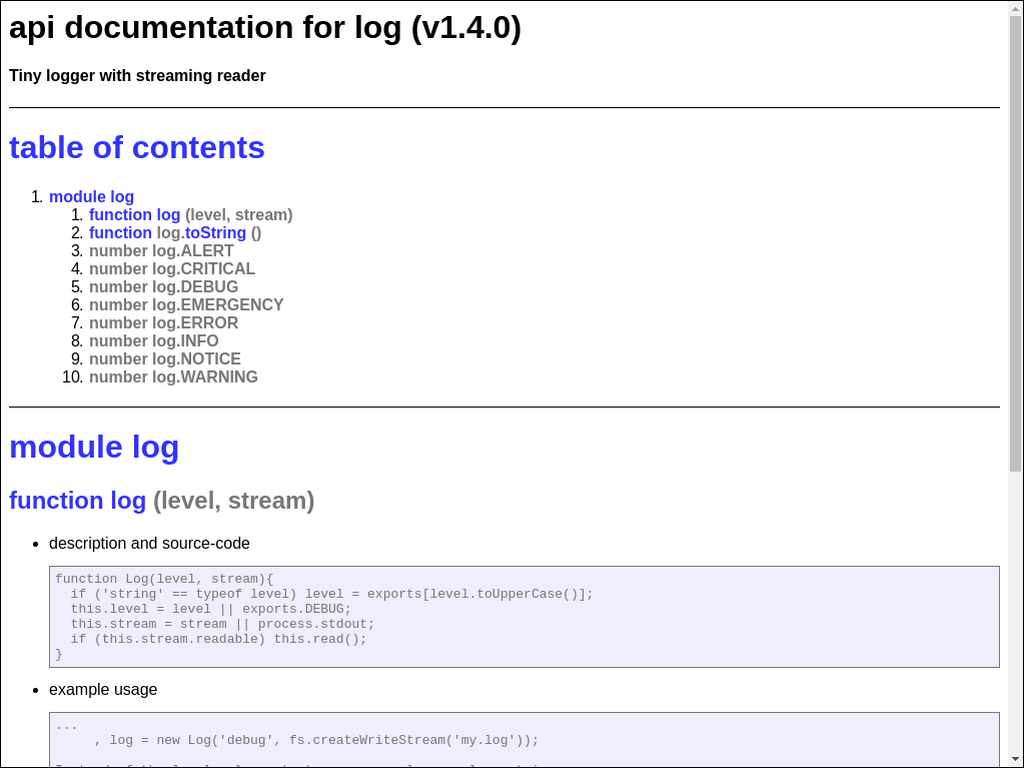 api documentation for log (v1.4.0)
Tiny logger with streaming reader
table of contents
1. module log
1. function log (level, stream)
2. function log.toString ()
3. number log.ALERT
4. number log.CRITICAL
5. number log.DEBUG
6. number log.EMERGENCY
7. number log.ERROR
8. number log.INFO
9. number log.NOTICE
10. number log.WARNING
module log
function log (level, stream)
• description and source-code
function Log(level, stream){
  if ('string' == typeof level) level = exports[level.toUpperCase()];
  this.level = level || exports.DEBUG;
  this.stream = stream || process.stdout;
  if (this.stream.readable) this.read();
}
• example usage
...
     , log = new Log('debug', fs.createWriteStream('my.log'));